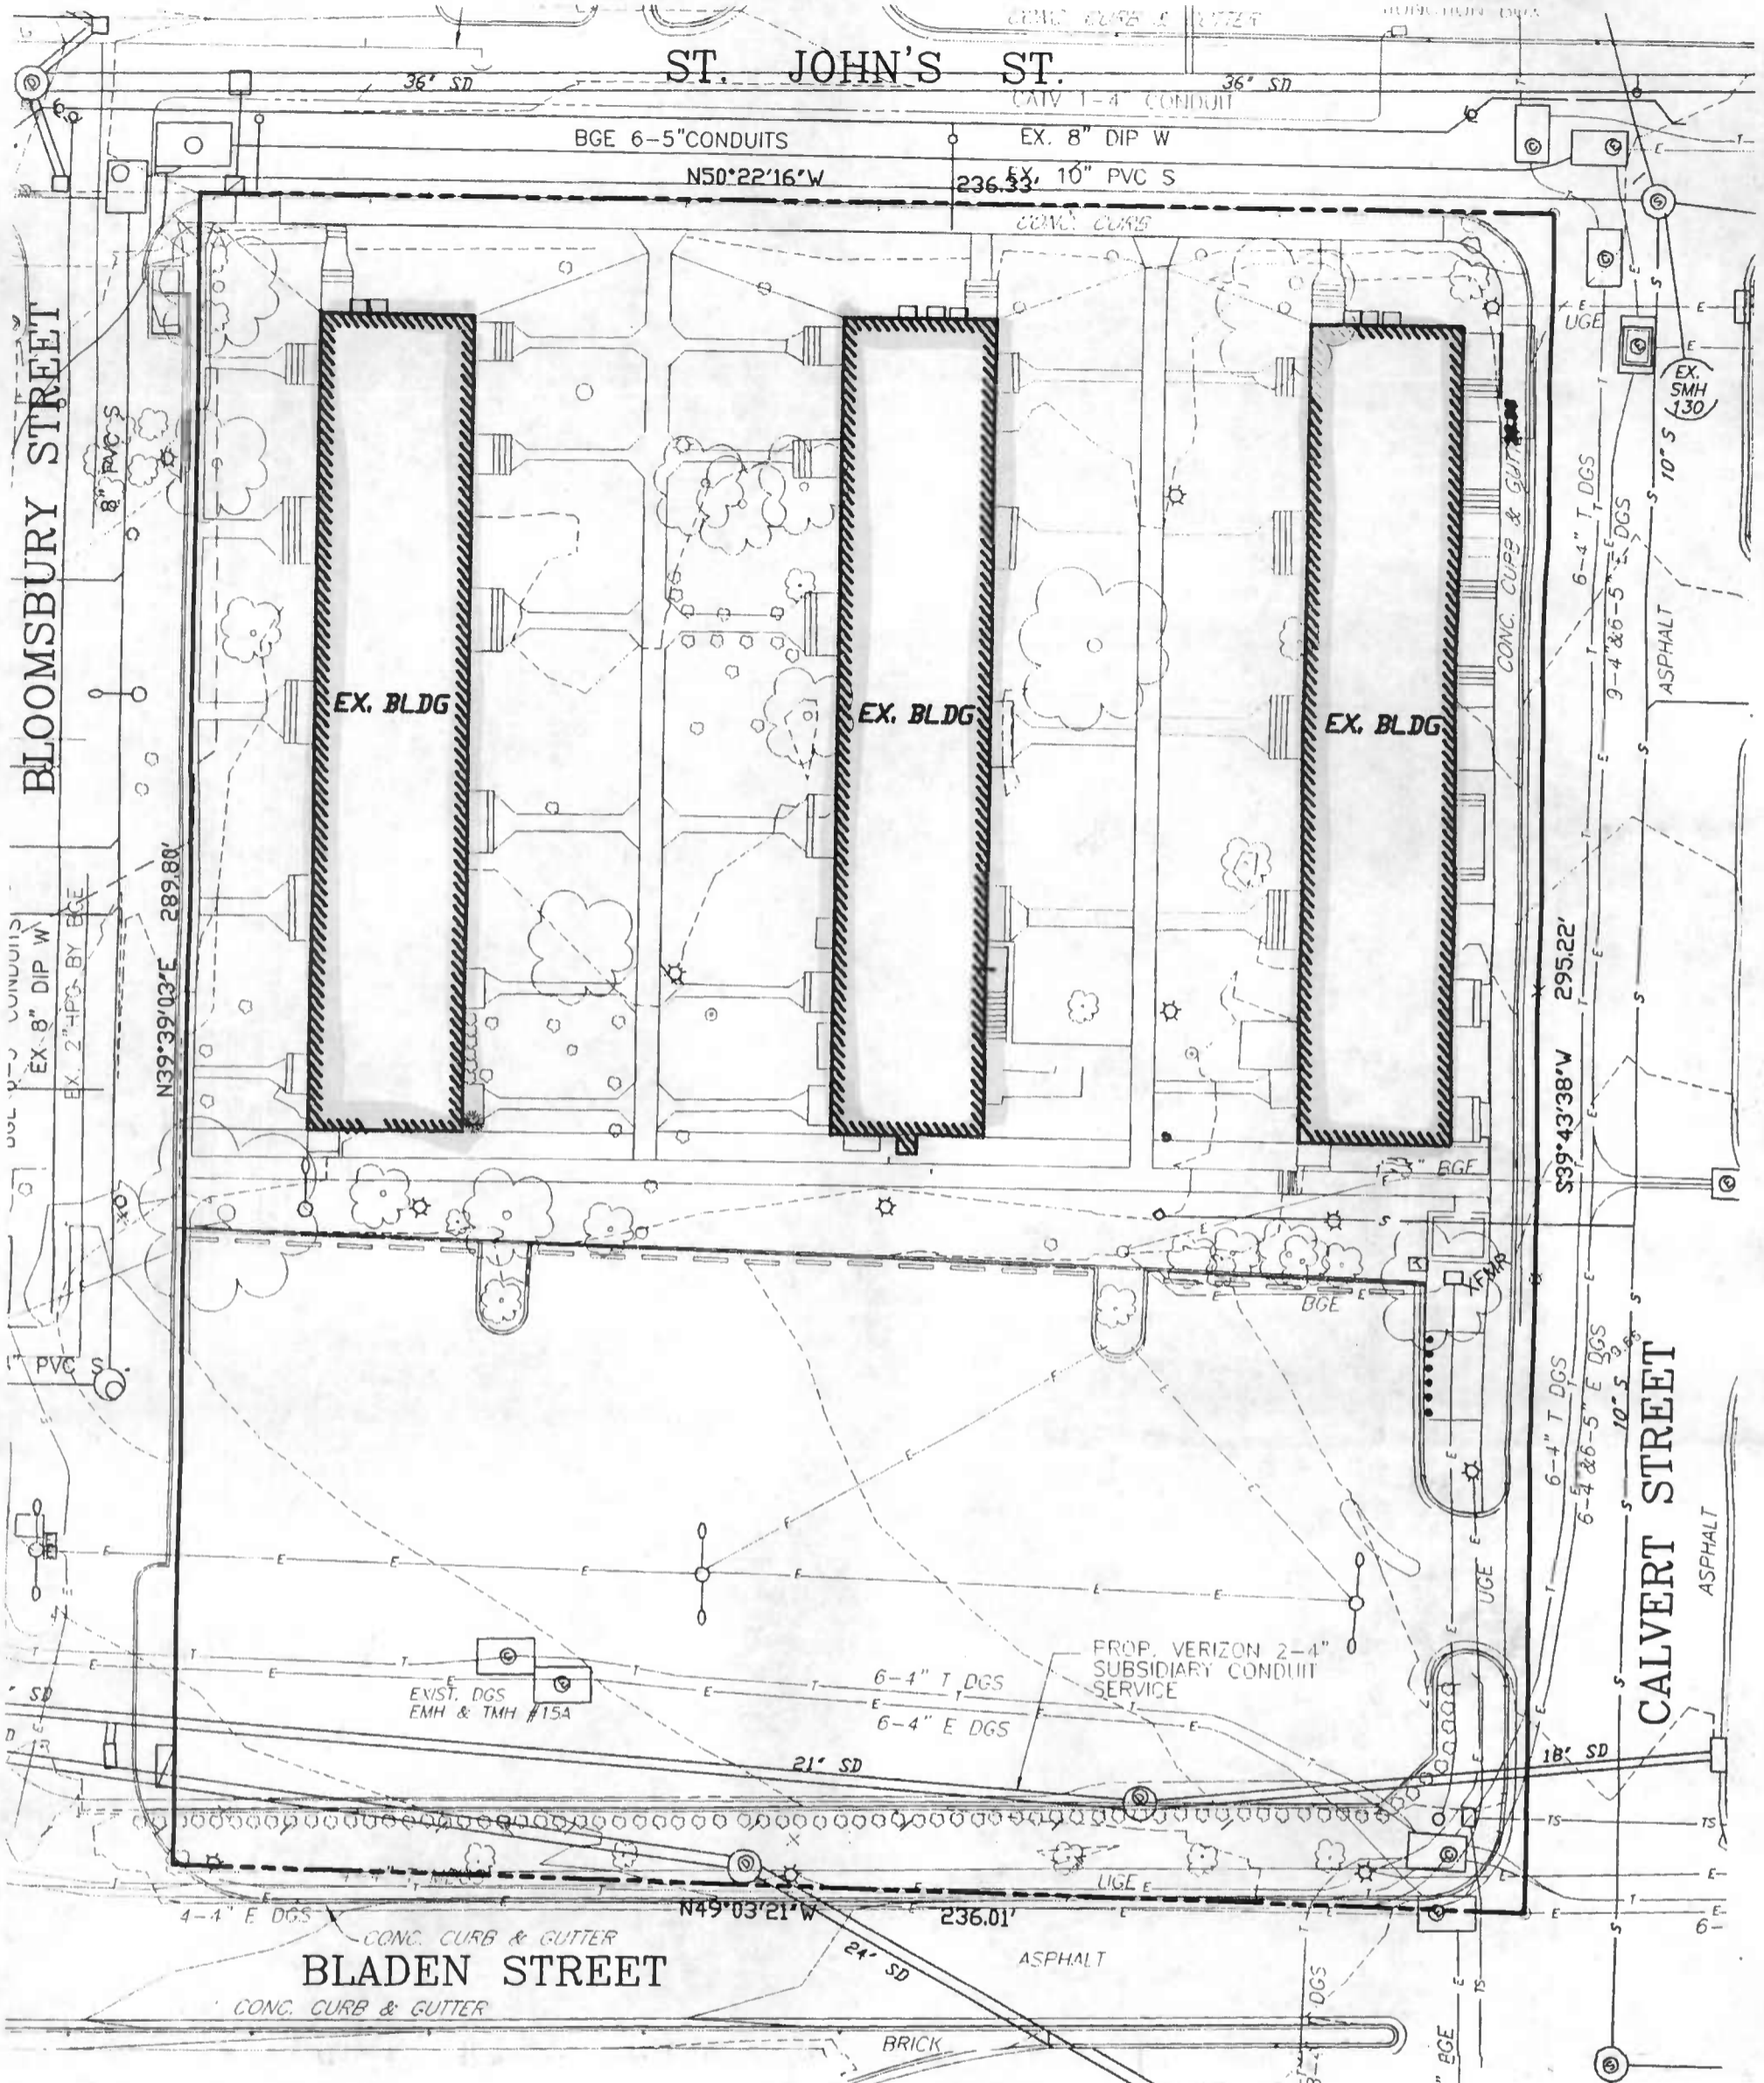 CONC. CURB & GUTTER
ST. JOHN'S ST.
36" SD
36" SD
CATV 1-4" CONDUIT
BGE 6-5"CONDUITS
EX. 8" DIP W
N50°22'16"W
236.33'
EX. 10" PVC S
CONC. CURB
BLOOMSBURY STREET
8" PVC S
UGE
EX.
SMH
130
10" S
CONC. CURB & GUTTER
6-4" T DGS
9-4"&6-5" E DGS
ASPHALT
EX. BLDG
EX. BLDG
EX. BLDG
N39°39'03"E 289.80'
S39°43'38"W 295.22'
EX. 8" DIP W
EX. 2" HPG BY BGE
BGE
XFMR
BGE
PVC S
6-4" T DGS
6-4"&6-5" E DGS
10" S
CALVERT STREET
ASPHALT
UGE
PROP. VERIZON 2-4"
SUBSIDIARY CONDUIT
SERVICE
6-4" T DGS
6-4" E DGS
EXIST. DGS
EMH & TMH #15A
SD
21" SD
18" SD
TS
TS
UGE
4-4" E DGS
N49°03'21"W
236.01'
CONC. CURB & GUTTER
24" SD
ASPHALT
BLADEN STREET
CONC. CURB & GUTTER
BRICK
DGS
BGE
TS
6-